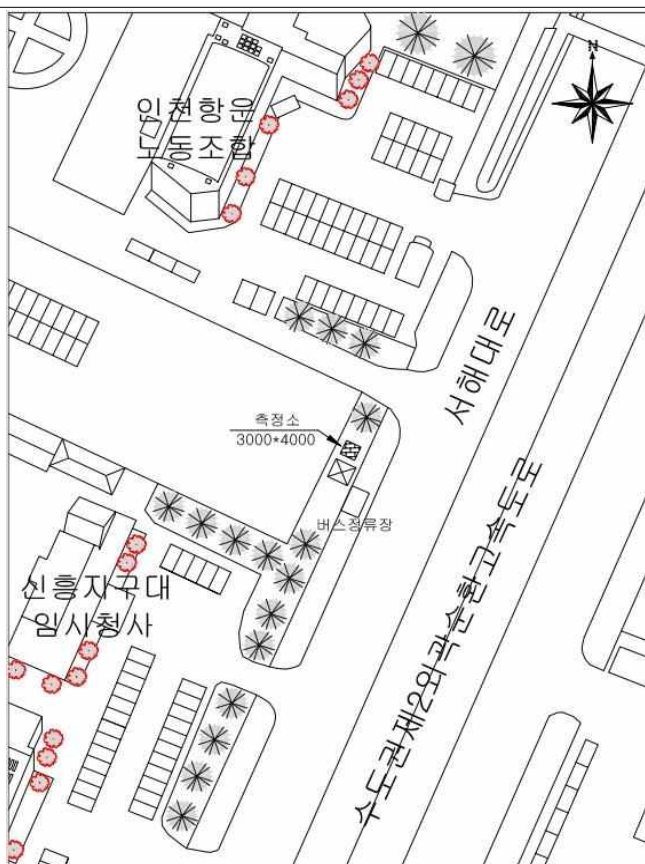 N
인천항운
노동조합
서해대로
측정소
3000*4000
버스정류장
수도권제2외곽순환고속도로
신흥지구대
임시청사